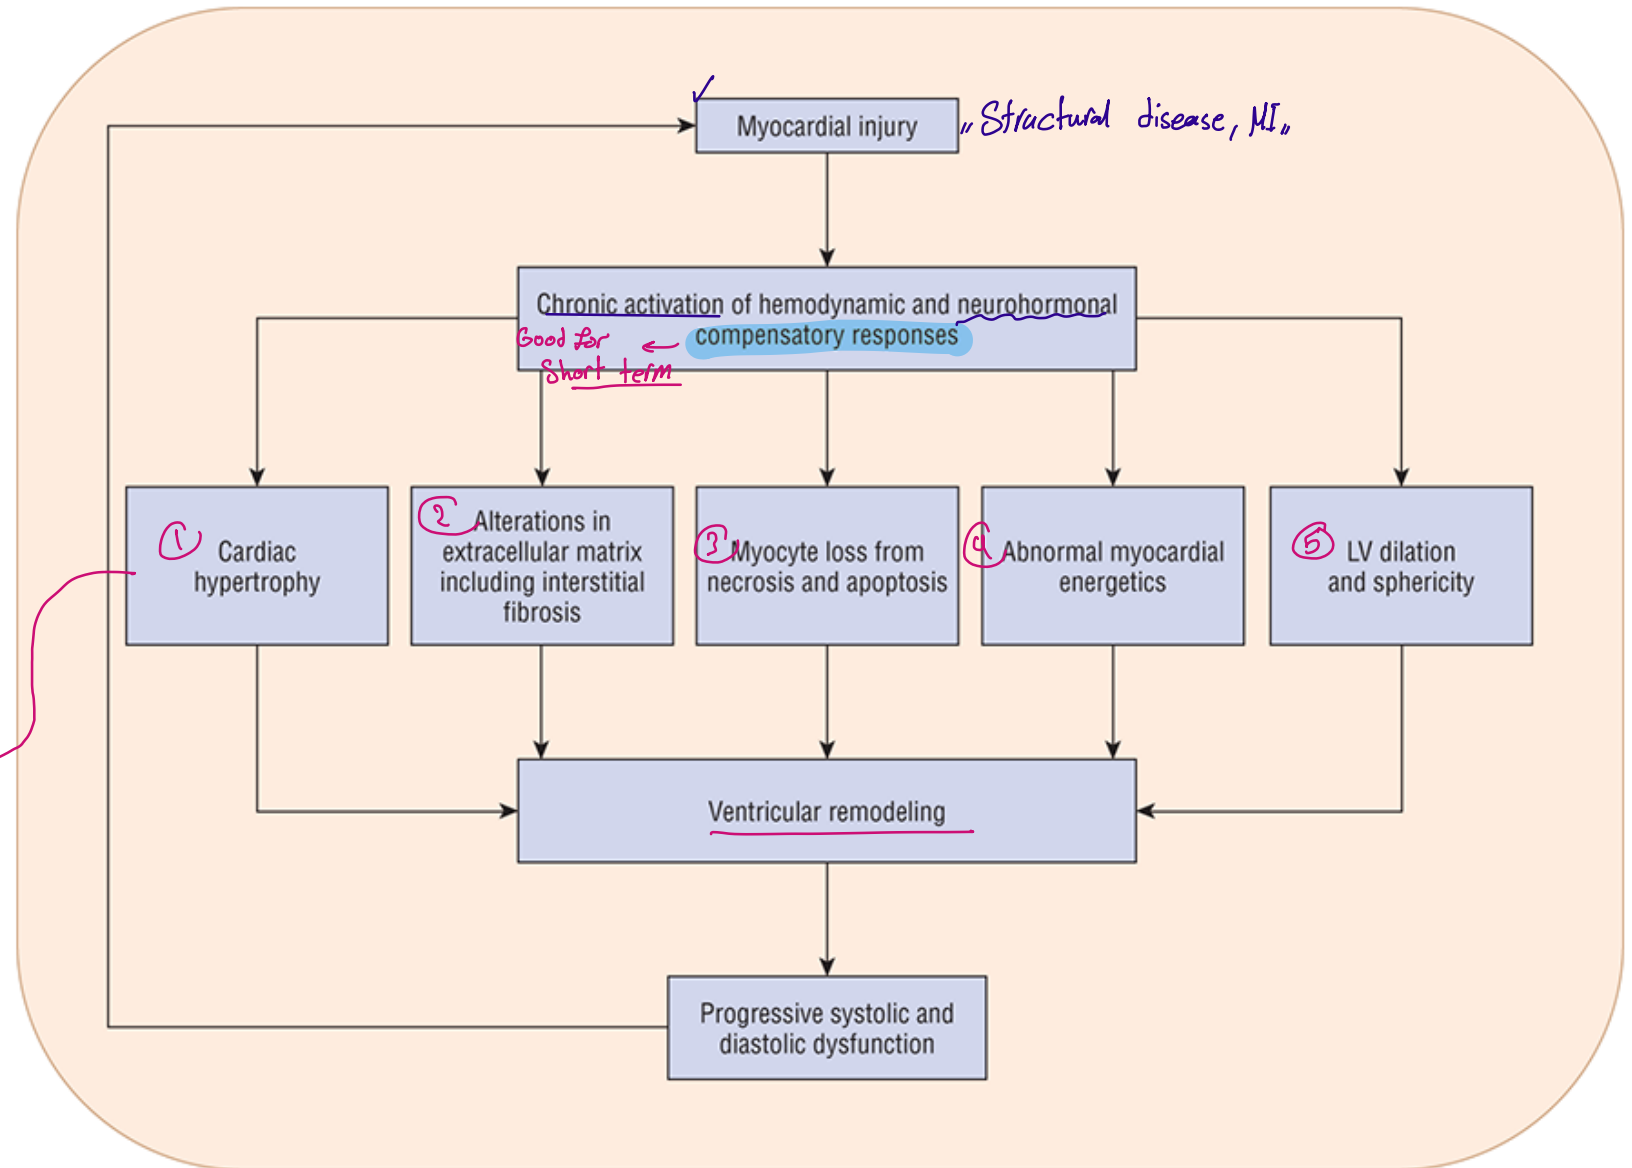 Myocardial injury
„Structural disease, MI„
Chronic activation of hemodynamic and neurohormonal
compensatory responses
Good for
Short term
1
Cardiac
hypertrophy
2
Alterations in
extracellular matrix
including interstitial
fibrosis
3
Myocyte loss from
necrosis and apoptosis
4
Abnormal myocardial
energetics
5
LV dilation
and sphericity
Ventricular remodeling
Progressive systolic and
diastolic dysfunction